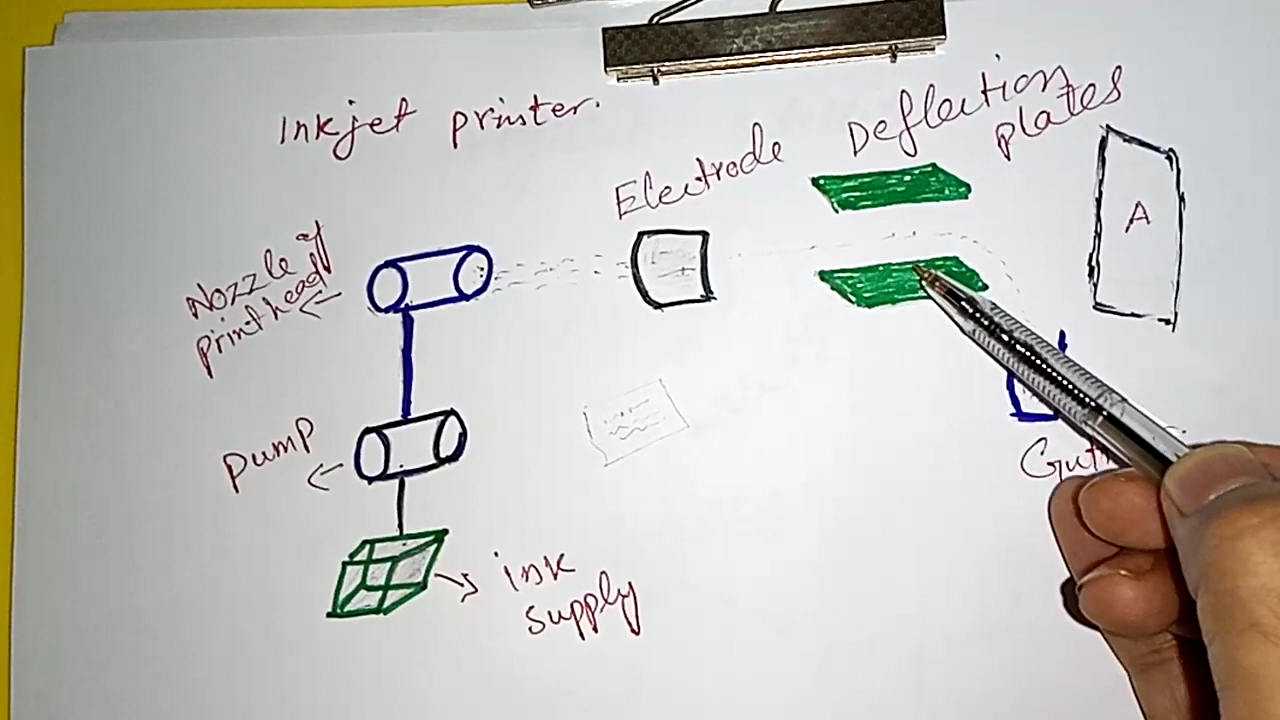 Inkjet printer.
Deflection
plates
Electrode
A
Nozzle of
printhead
pump
ink
supply